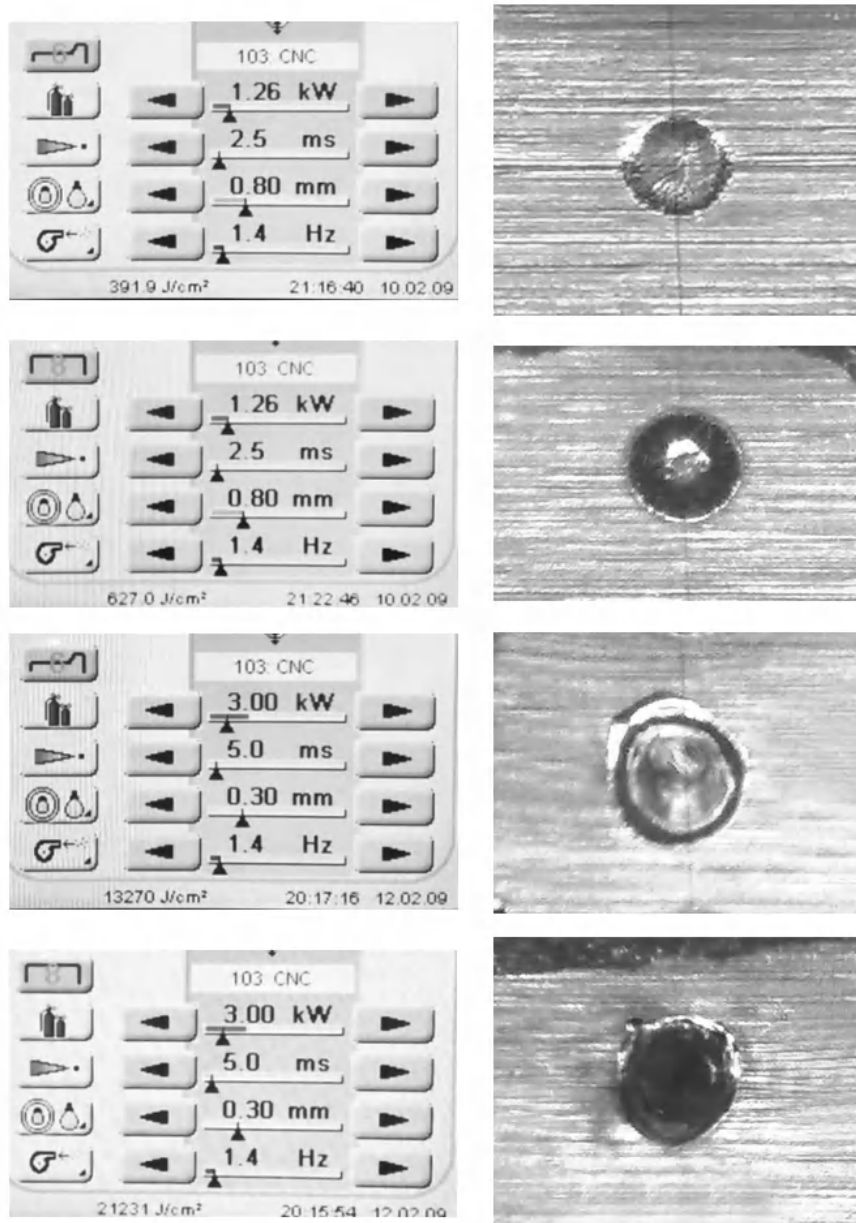 103: CNC
1.26 kW
2.5 ms
0.80 mm
1.4 Hz
391.9 J/cm² 21:16:40 10.02.09
103: CNC
1.26 kW
2.5 ms
0.80 mm
1.4 Hz
627.0 J/cm² 21:22:46 10.02.09
103: CNC
3.00 kW
5.0 ms
0.30 mm
1.4 Hz
13270 J/cm² 20:17:16 12.02.09
103: CNC
3.00 kW
5.0 ms
0.30 mm
1.4 Hz
21231 J/cm² 20:15:54 12.02.09